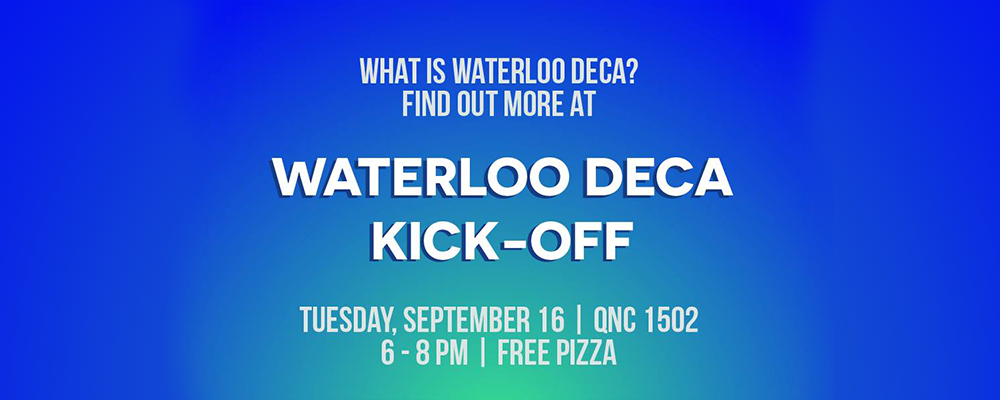 WHAT IS WATERLOO DECA?
FIND OUT MORE AT
WATERLOO DECA
KICK-OFF
TUESDAY, SEPTEMBER 16 | QNC 1502
6 - 8 PM | FREE PIZZA